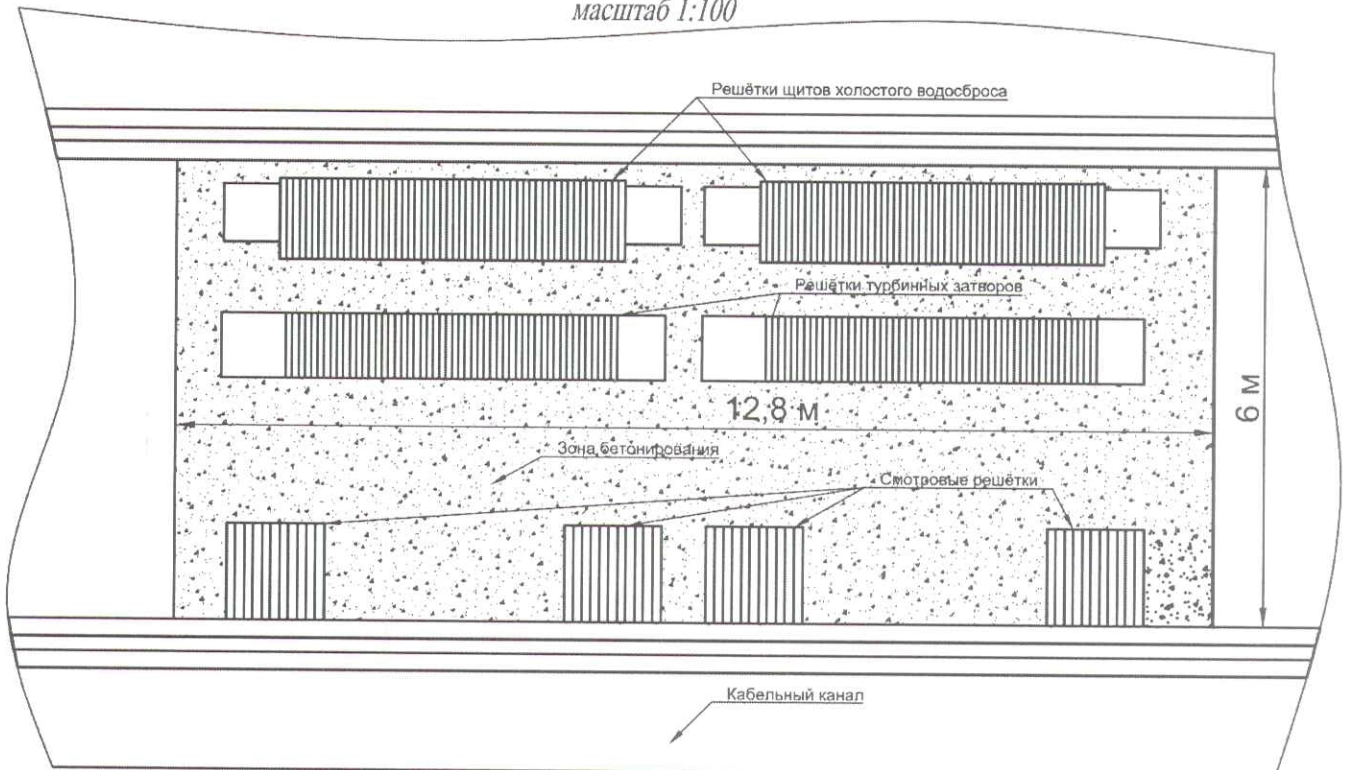 масштаб 1:100
Решётки щитов холостого водосброса
Решётки турбинных затворов
12,8 м
6 м
Зона бетонирования
Смотровые решётки
Кабельный канал